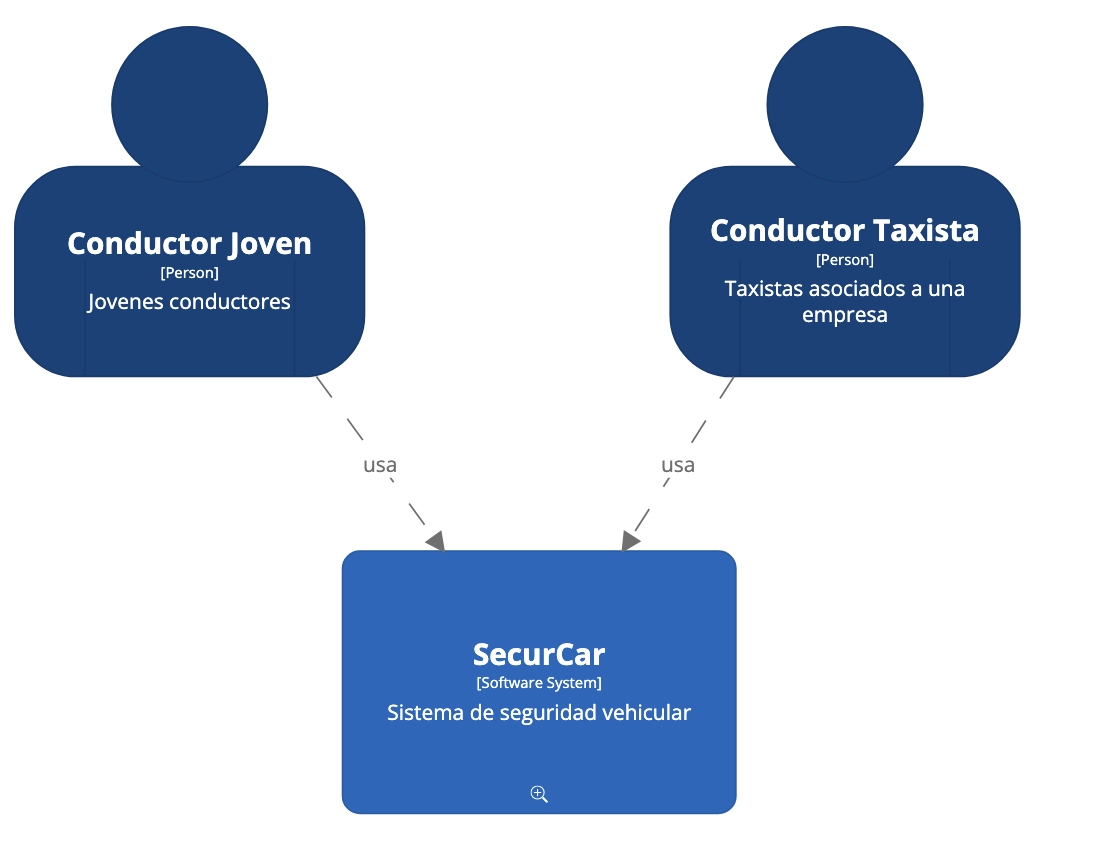 Conductor Joven
[Person]
Jovenes conductores
Conductor Taxista
[Person]
Taxistas asociados a una
empresa
usa
usa
SecurCar
[Software System]
Sistema de seguridad vehicular